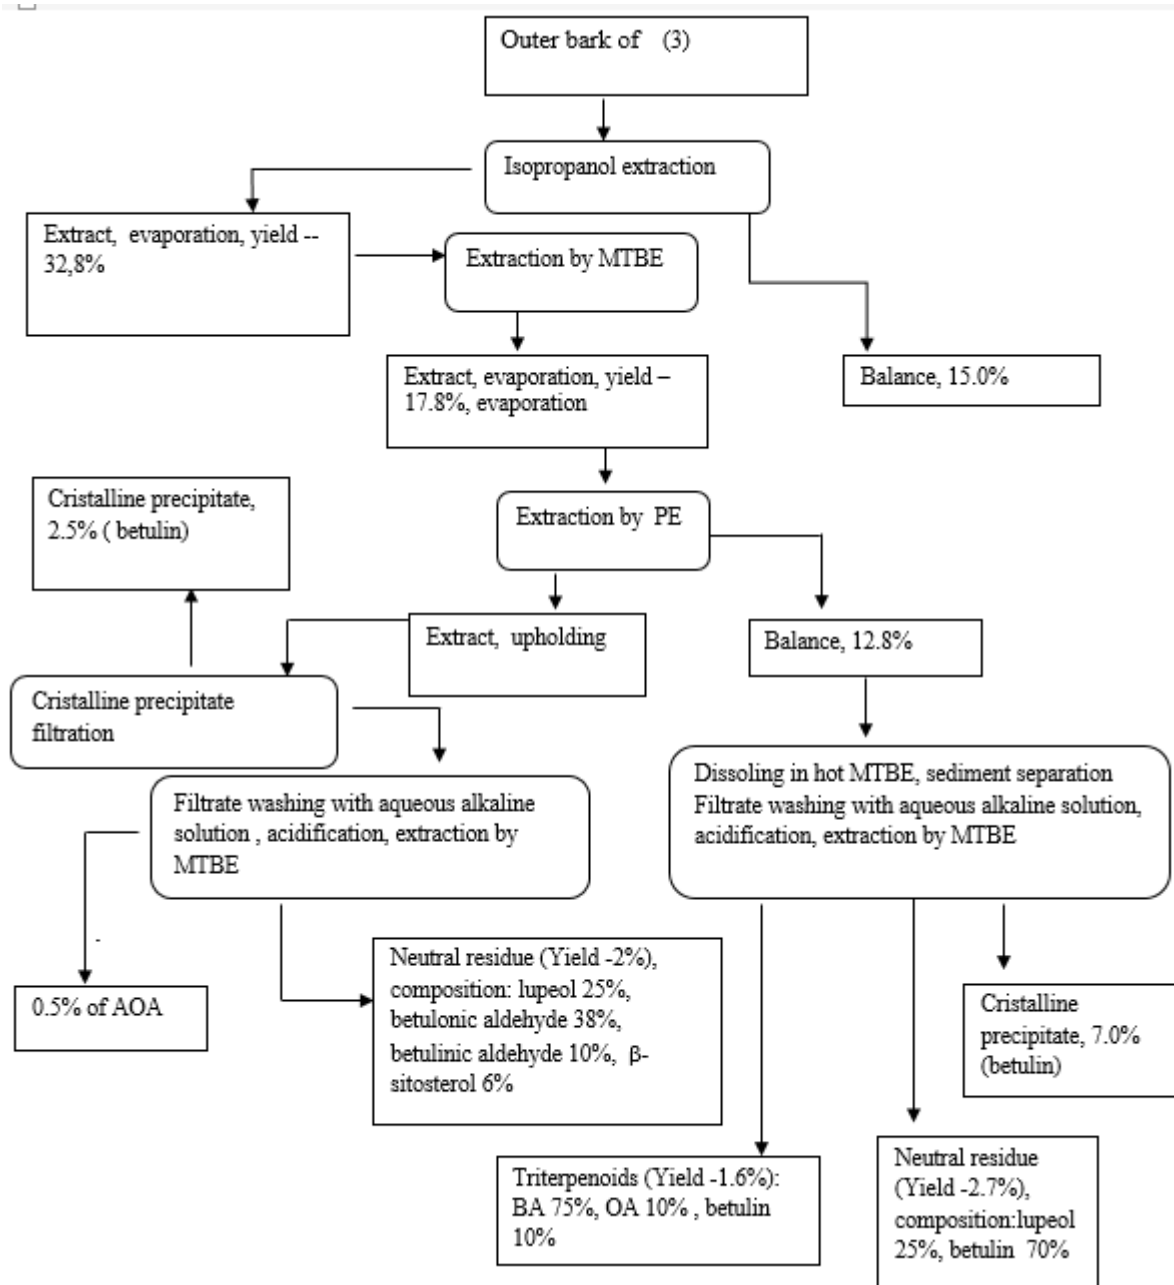 Outer bark of (3)
Isopropanol extraction
Extract, evaporation, yield --
32,8%
Extraction by MTBE
Extract, evaporation, yield –
17.8%, evaporation
Balance, 15.0%
Cristalline precipitate,
2.5% ( betulin)
Extraction by PE
Extract, upholding
Balance, 12.8%
Cristalline precipitate
filtration
Filtrate washing with aqueous alkaline
solution , acidification, extraction by
MTBE
Dissoling in hot MTBE, sediment separation
Filtrate washing with aqueous alkaline solution,
acidification, extraction by MTBE
0.5% of AOA
Neutral residue (Yield -2%),
composition: lupeol 25%,
betulonic aldehyde 38%,
betulinic aldehyde 10%, β-
sitosterol 6%
Cristalline
precipitate, 7.0%
(betulin)
Triterpenoids (Yield -1.6%):
BA 75%, OA 10% , betulin
10%
Neutral residue
(Yield -2.7%),
composition:lupeol
25%, betulin 70%